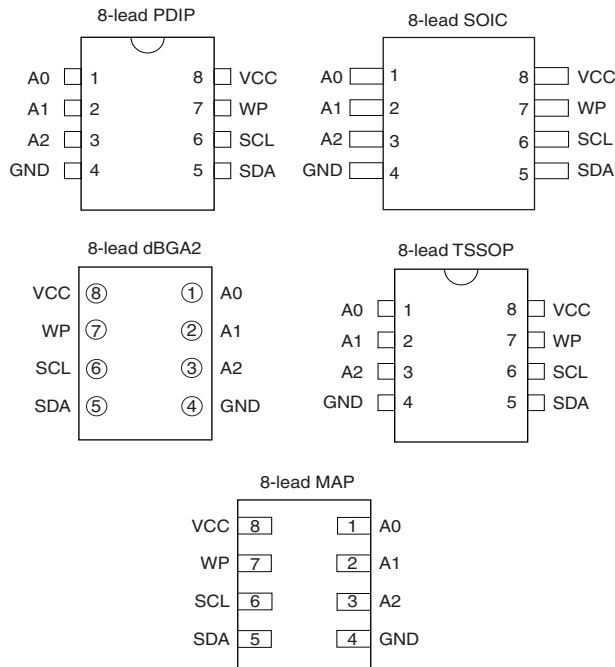 8-lead PDIP
A0 1 8 VCC
A1 2 7 WP
A2 3 6 SCL
GND 4 5 SDA
8-lead SOIC
A0 1 8 VCC
A1 2 7 WP
A2 3 6 SCL
GND 4 5 SDA
8-lead dBGA2
VCC 8 1 A0
WP 7 2 A1
SCL 6 3 A2
SDA 5 4 GND
8-lead TSSOP
A0 1 8 VCC
A1 2 7 WP
A2 3 6 SCL
GND 4 5 SDA
8-lead MAP
VCC 8 1 A0
WP 7 2 A1
SCL 6 3 A2
SDA 5 4 GND